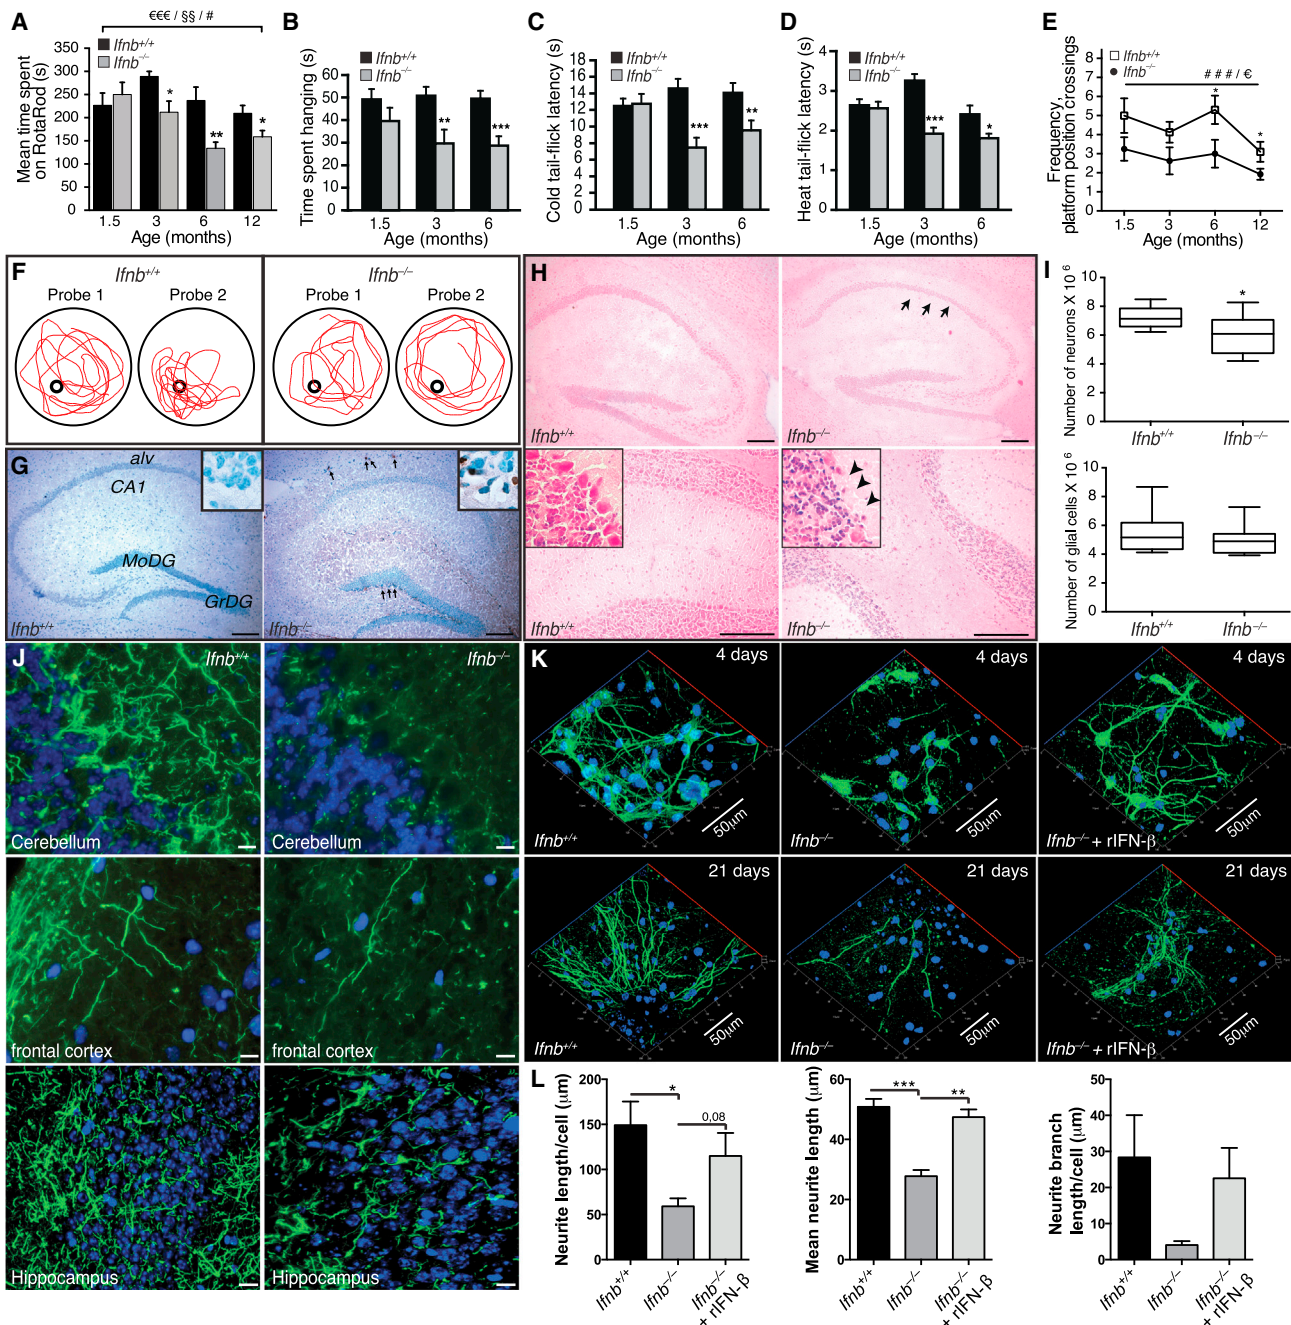 A
€€€ / §§ / #
Ifnb+/+
Ifnb–/–
Mean time spent
on RotaRod (s)
350
300
250
200
150
100
50
0
*
**
*
1.5 3 6 12
Age (months)
B
Ifnb+/+
Ifnb–/–
Time spent hanging (s)
60
50
40
30
20
10
0
**
***
1.5 3 6
Age (months)
C
Ifnb+/+
Ifnb–/–
Cold tail-flick latency (s)
18
16
14
12
10
8
6
4
2
0
***
**
1.5 3 6
Age (months)
D
Ifnb+/+
Ifnb–/–
Heat tail-flick latency (s)
4
3
2
1
0
***
*
1.5 3 6
Age (months)
E
Ifnb+/+
Ifnb–/–
Frequency,
platform position crossings
8
7
6
5
4
3
2
1
0
# # # / €
*
*
1.5 3 6 12
Age (months)
F
Ifnb+/+
Probe 1 Probe 2
Ifnb–/–
Probe 1 Probe 2
G
alv
CA1
MoDG
GrDG
Ifnb+/+
Ifnb–/–
H
Ifnb+/+
Ifnb–/–
Ifnb+/+
Ifnb–/–
I
Number of neurons X 10 6
10
8
6
4
2
0
*
Ifnb+/+ Ifnb–/–
Number of glial cells X 10 6
10
8
6
4
2
0
Ifnb+/+ Ifnb–/–
J
Ifnb+/+
Ifnb–/–
Cerebellum
Cerebellum
frontal cortex
frontal cortex
Hippocampus
Hippocampus
K
4 days
50µm
Ifnb+/+
4 days
50µm
Ifnb–/–
4 days
50µm
Ifnb–/– + rIFN-β
21 days
50µm
Ifnb+/+
21 days
50µm
Ifnb–/–
21 days
50µm
Ifnb–/– + rIFN-β
L
Neurite length/cell (µm)
200
150
100
50
0
*
0,08
Ifnb+/+
Ifnb–/–
Ifnb–/–
+ rIFN- β
Mean neurite length (µm)
60
40
20
0
***
**
Ifnb+/+
Ifnb–/–
Ifnb–/–
+ rIFN- β
Neurite branch
length/cell (µm)
50
40
30
20
10
0
Ifnb+/+
Ifnb–/–
Ifnb–/–
+ rIFN-β